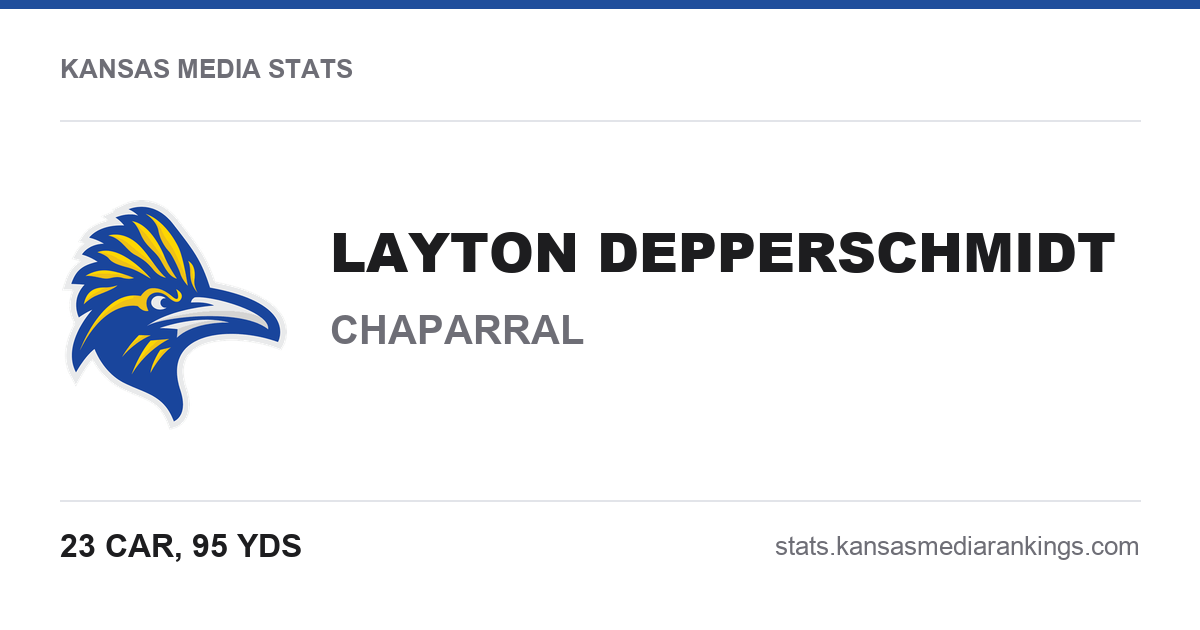 KANSAS MEDIA STATS
LAYTON DEPPERSCHMIDT
CHAPARRAL
23 CAR, 95 YDS
stats.kansasmediarankings.com